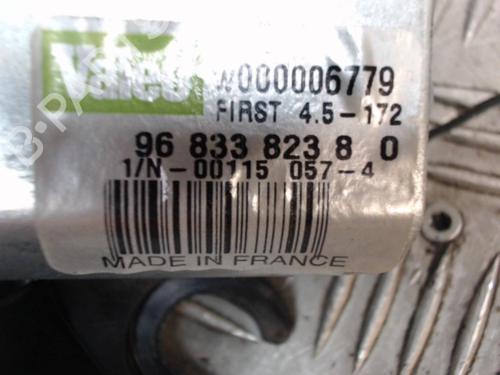 Valeo
W000006779
FIRST 4.5-172
96 833 823 8 0
1/N-00115 057-4
MADE IN FRANCE